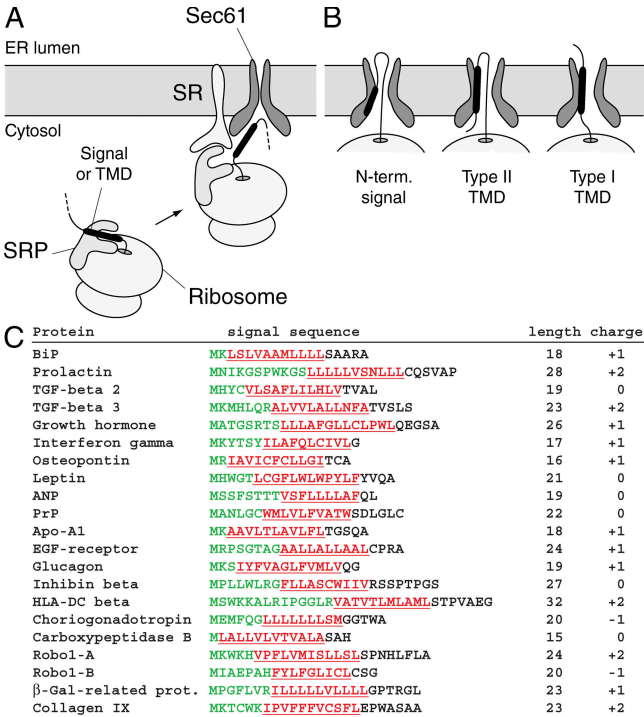 A
B
Sec61
ER lumen
SR
Cytosol
Signal
or TMD
SRP
Ribosome
N-term.
signal
Type II
TMD
Type I
TMD
C
Protein signal sequence length charge
BiP MKLSLVAAMLLLLSAARA 18 +1
Prolactin MNIKGSPWKGSLLLLLVSNLLLCQSVAP 28 +2
TGF-beta 2 MHYCVLSAFLILHLVTVAL 19 0
TGF-beta 3 MKMHLQRALVVLALLNFATVSLS 23 +2
Growth hormone MATGSRTSLLLAFGLLCLPWLQEGSA 26 +1
Interferon gamma MKYTSYILAFQLCIVLG 17 +1
Osteopontin MRIAVICFCLLGITCA 16 +1
Leptin MHWGTLCGFLWLWPYLFYVQA 21 0
ANP MSSFSTTTVSFLLLLAFQL 19 0
PrP MANLGCWMLVLFVATWSDLGLC 22 0
Apo-A1 MKAAVLTLAVLFLTGSQA 18 +1
EGF-receptor MRPSGTAGAALLALLAALCPRA 24 +1
Glucagon MKSIYFVAGLFVMLVQG 19 +1
Inhibin beta MPLLWLRGFLLASCWIIVRSSPTPGS 27 0
HLA-DC beta MSWKKALRIPGGLRVATVTLMLAMLSTPVAEG 32 +2
Choriogonadotropin MEMFQGLLLLLLLSMGGTWA 20 -1
Carboxypeptidase B MLALLVLVTVALASAH 15 0
Robo1-A MKWKHVPFLVMISLLSLSPNHLFLA 24 +2
Robo1-B MIAEPAHFYLFGLICLCSG 20 -1
β-Gal-related prot. MPGFLVRILLLLLVLLLLGPTRGL 23 +1
Collagen IX MKTCWKIPVFFFVCSFLEPWASAA 23 +2